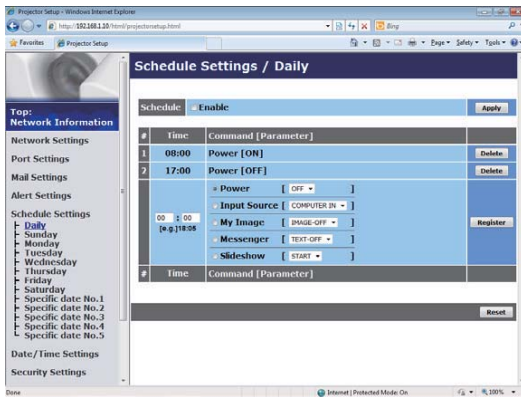 Projector Setup - Windows Internet Explorer
http://192.168.1.10/html/projectorsetup.html
Bing
Favorites Projector Setup
Page Safety Tools
Top:
Network Information
Network Settings
Port Settings
Mail Settings
Alert Settings
Schedule Settings
Daily
Sunday
Monday
Tuesday
Wednesday
Thursday
Friday
Saturday
Specific date No.1
Specific date No.2
Specific date No.3
Specific date No.4
Specific date No.5
Date/Time Settings
Security Settings
Schedule Settings / Daily
Schedule Enable Apply
# Time Command [Parameter]
1 08:00 Power [ON] Delete
2 17:00 Power [OFF] Delete
00 : 00
[e.g.]18:05
Power [ OFF ]
Input Source [ COMPUTER IN ]
My Image [ IMAGE-OFF ]
Messenger [ TEXT-OFF ]
Slideshow [ START ]
Register
# Time Command [Parameter]
Reset
Done Internet | Protected Mode: On 100%